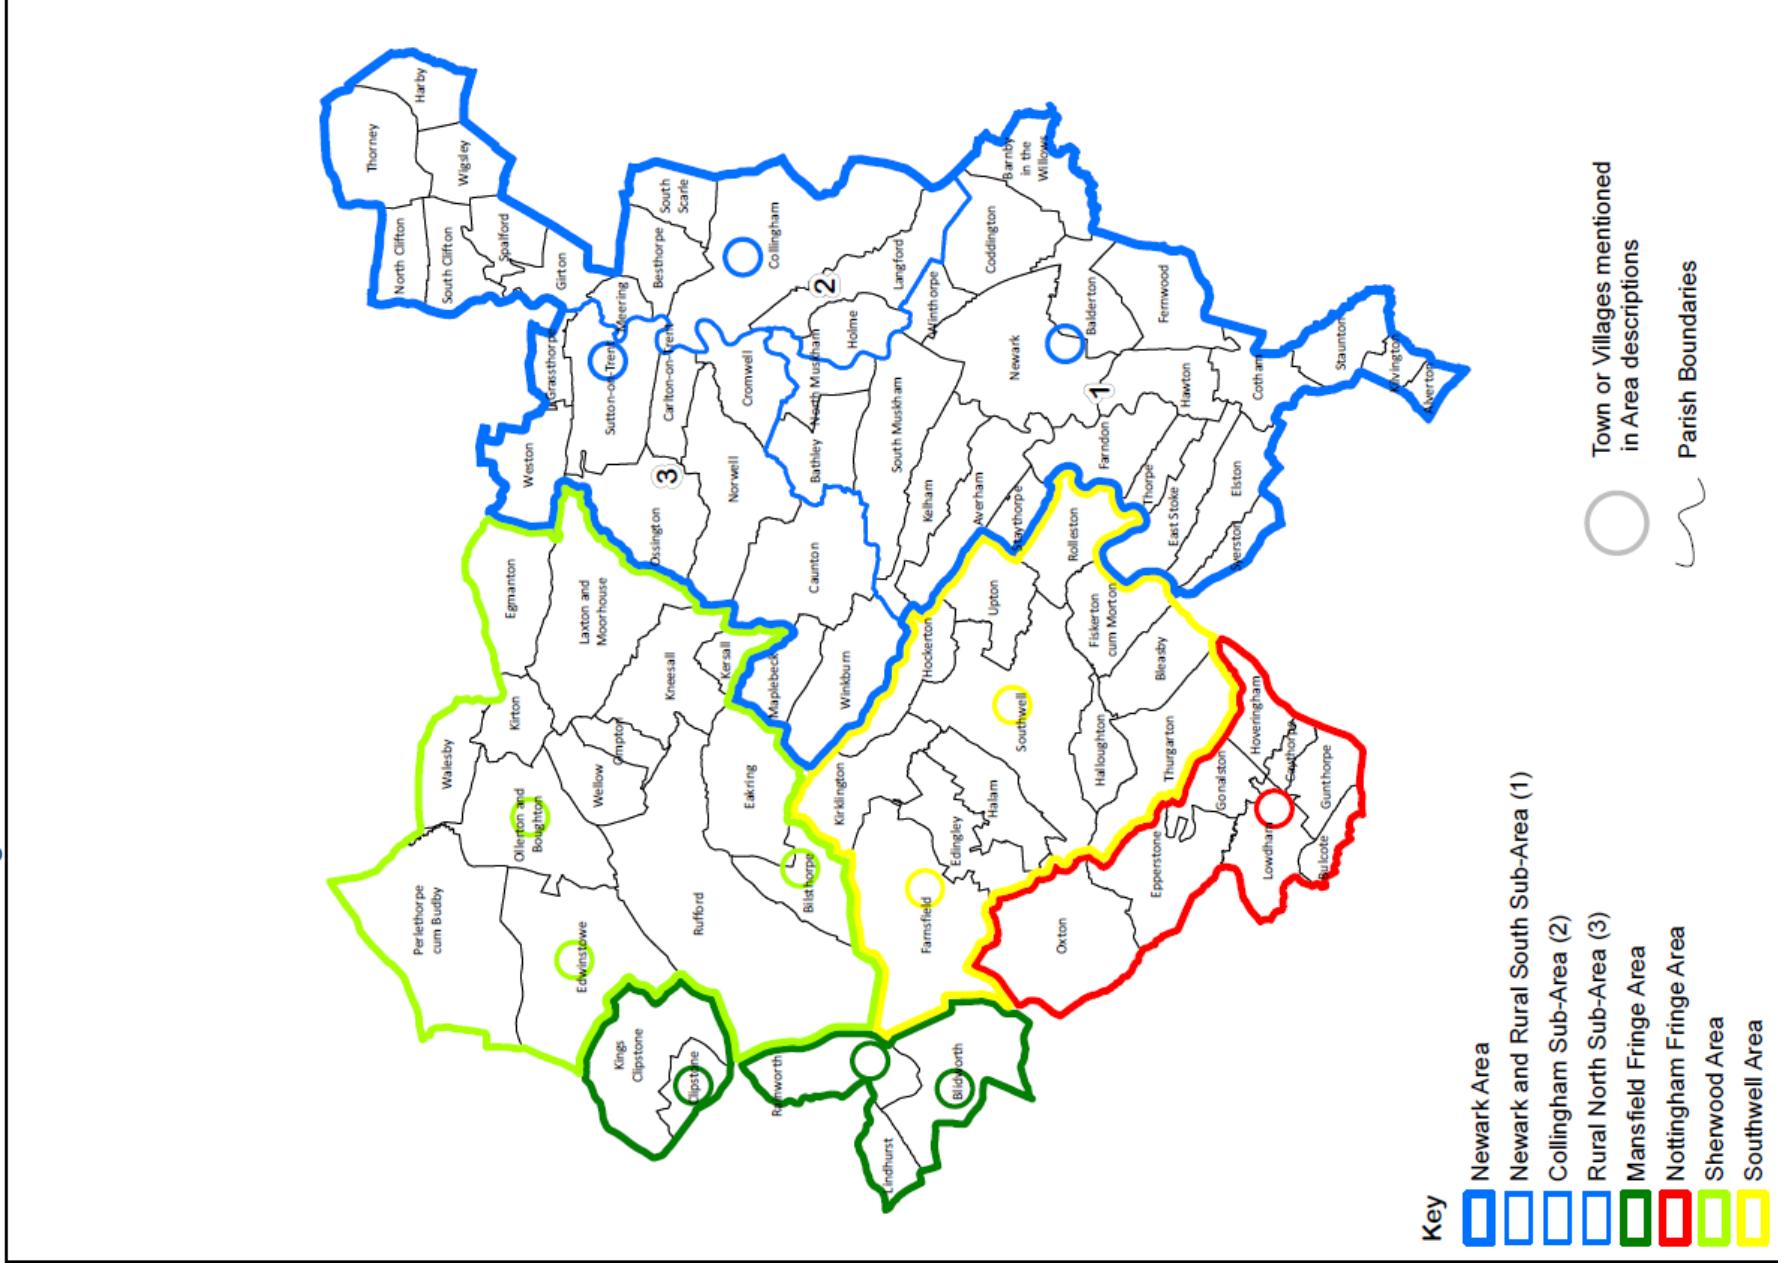 Thorney
Harby
Wigsley
North Clifton
South Clifton
Spalford
Girton
Perlethorpe
cum Budby
Walesby
Egmanton
Kirton
Ollerton and
Boughton
Weston
Grassthorpe
Edwinstowe
Laxton and
Moorhouse
Wellow
Ompton
Sutton-on-Trent
Meering
Kings
Clipstone
Clipstone
Ossington
3
Carlton-on-Trent
Besthorpe
South
Scarle
Kneesall
Rufford
Kersall
Norwell
Cromwell
Collingham
Eakring
Maplebeck
Rainworth
Bilsthorpe
Caunton
Bathley
North Muskham
2
Holme
Kirklington
Winkburn
Lindhurst
South Muskham
Langford
Farnsfield
Hockerton
Kelham
Winthorpe
Blidworth
Edingley
Averham
Halam
Upton
Coddington
Southwell
Staythorpe
Newark
Barnby
in the
Willows
Oxton
Rolleston
Balderton
Fiskerton
cum Morton
Halloughton
Farndon
1
Epperstone
Thurgarton
Bleasby
Thorpe
East Stoke
Hawton
Fernwood
Gonalston
Syerston
Elston
Cotham
Hoveringham
Lowdham
Caythorpe
Bulcote
Gunthorpe
Staunton
Kilvington
Alverton
Key
Newark Area
Newark and Rural South Sub-Area (1)
Collingham Sub-Area (2)
Rural North Sub-Area (3)
Mansfield Fringe Area
Nottingham Fringe Area
Sherwood Area
Southwell Area
Town or Villages mentioned
in Area descriptions
Parish Boundaries